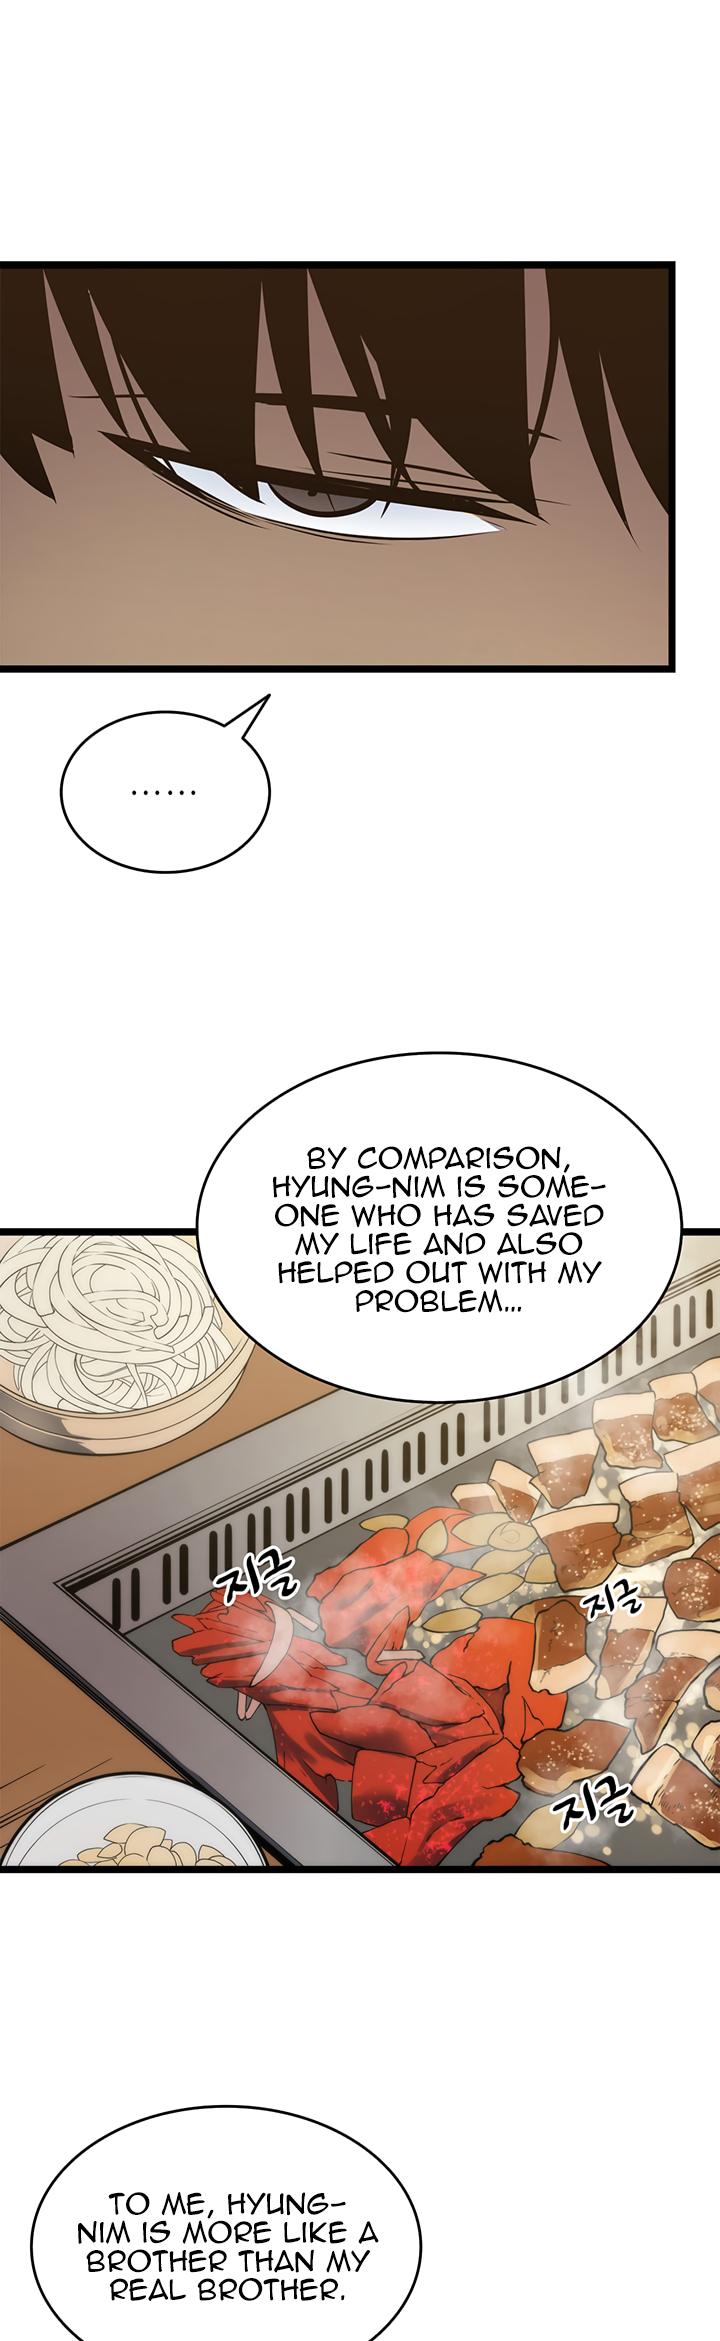 ......
BY COMPARISON,
HYUNG-NIM IS SOME-
ONE WHO HAS SAVED
MY LIFE AND ALSO
HELPED OUT WITH MY
PROBLEM...
지글
지글
지글
TO ME, HYUNG-
NIM IS MORE LIKE A
BROTHER THAN MY
REAL BROTHER.